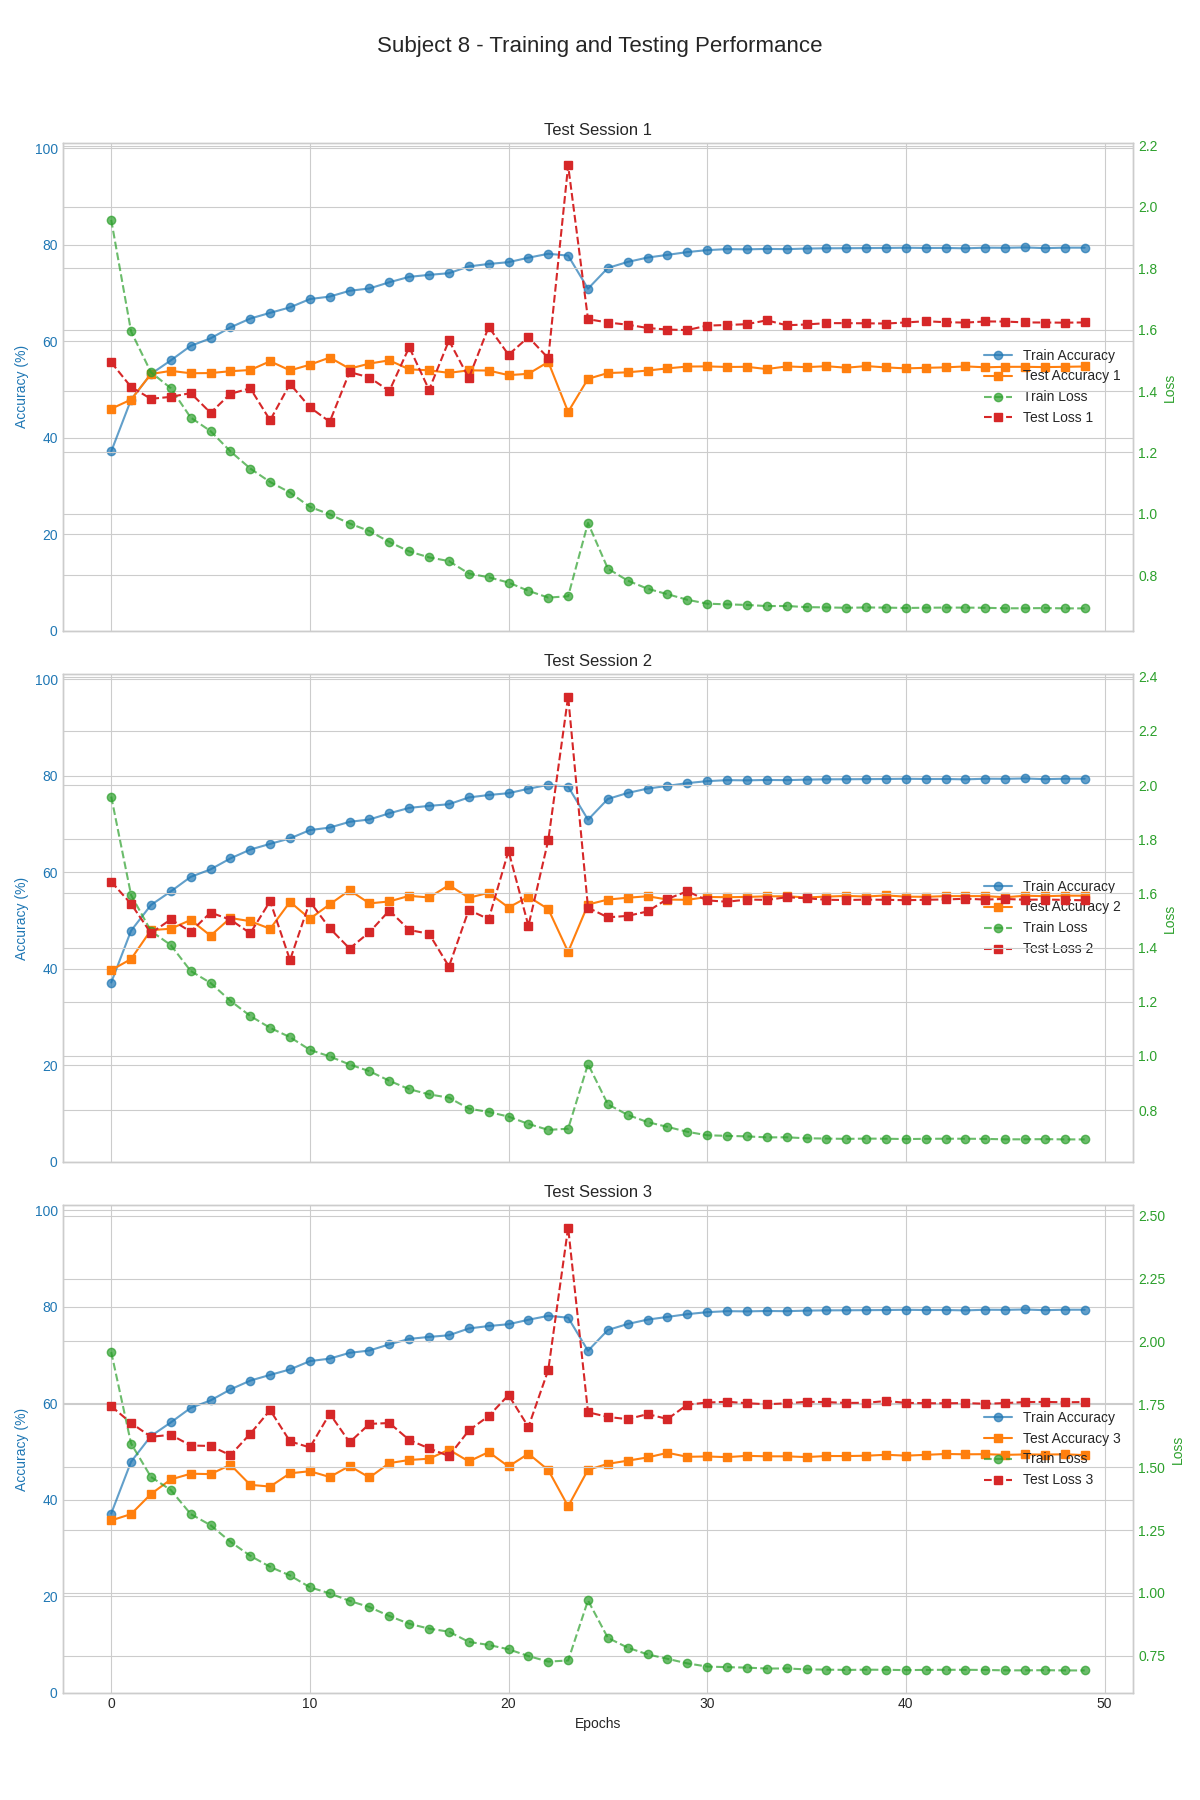 Subject 8 - Training and Testing Performance
Test Session 1
100
80
60
40
20
0
Accuracy (%)
2.2
2.0
1.8
1.6
1.4
1.2
1.0
0.8
Loss
Train Accuracy
Test Accuracy 1
Train Loss
Test Loss 1
Test Session 2
100
80
60
40
20
0
Accuracy (%)
2.4
2.2
2.0
1.8
1.6
1.4
1.2
1.0
0.8
Loss
Train Accuracy
Test Accuracy 2
Train Loss
Test Loss 2
Test Session 3
100
80
60
40
20
0
Accuracy (%)
2.50
2.25
2.00
1.75
1.50
1.25
1.00
0.75
Loss
Train Accuracy
Test Accuracy 3
Train Loss
Test Loss 3
0 10 20 30 40 50
Epochs